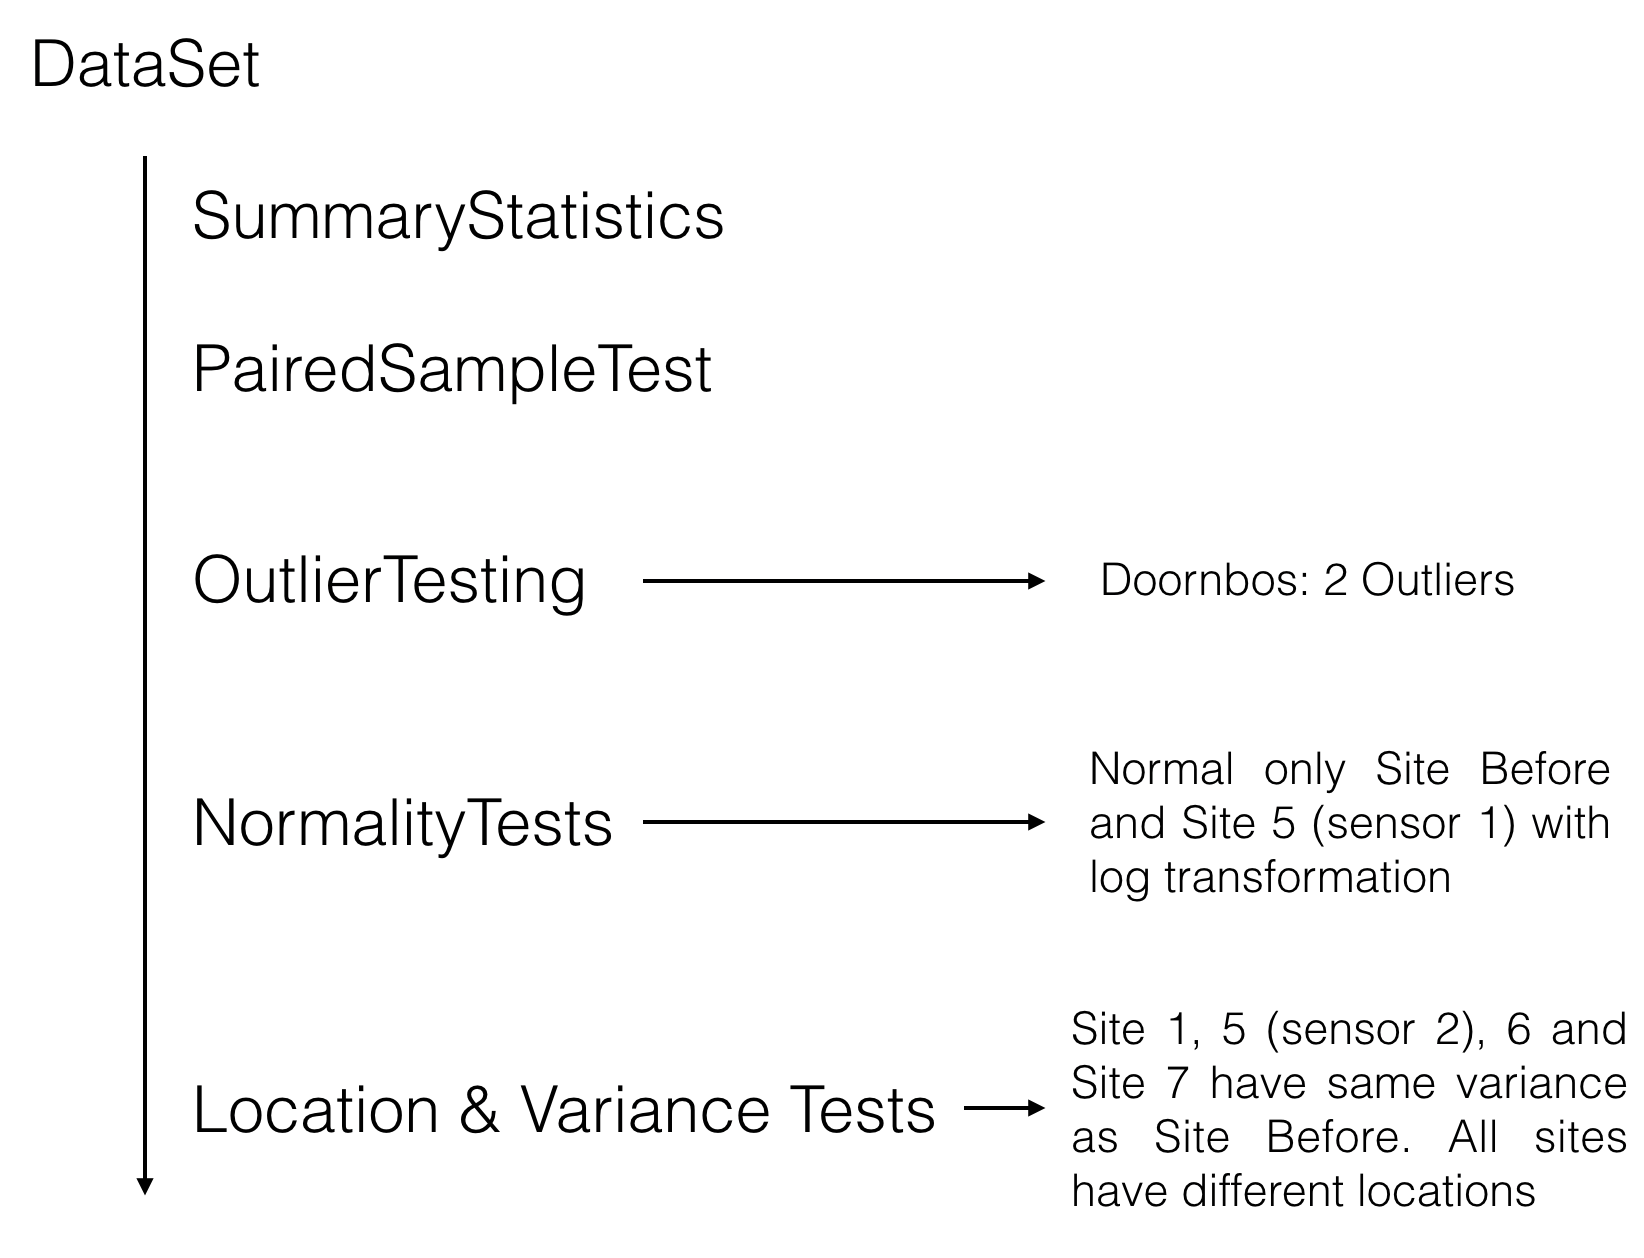 DataSet
SummaryStatistics
PairedSampleTest
OutlierTesting
Doornbos: 2 Outliers
NormalityTests
Normal only Site Before
and Site 5 (sensor 1) with
log transformation
Location & Variance Tests
Site 1, 5 (sensor 2), 6 and
Site 7 have same variance
as Site Before. All sites
have different locations